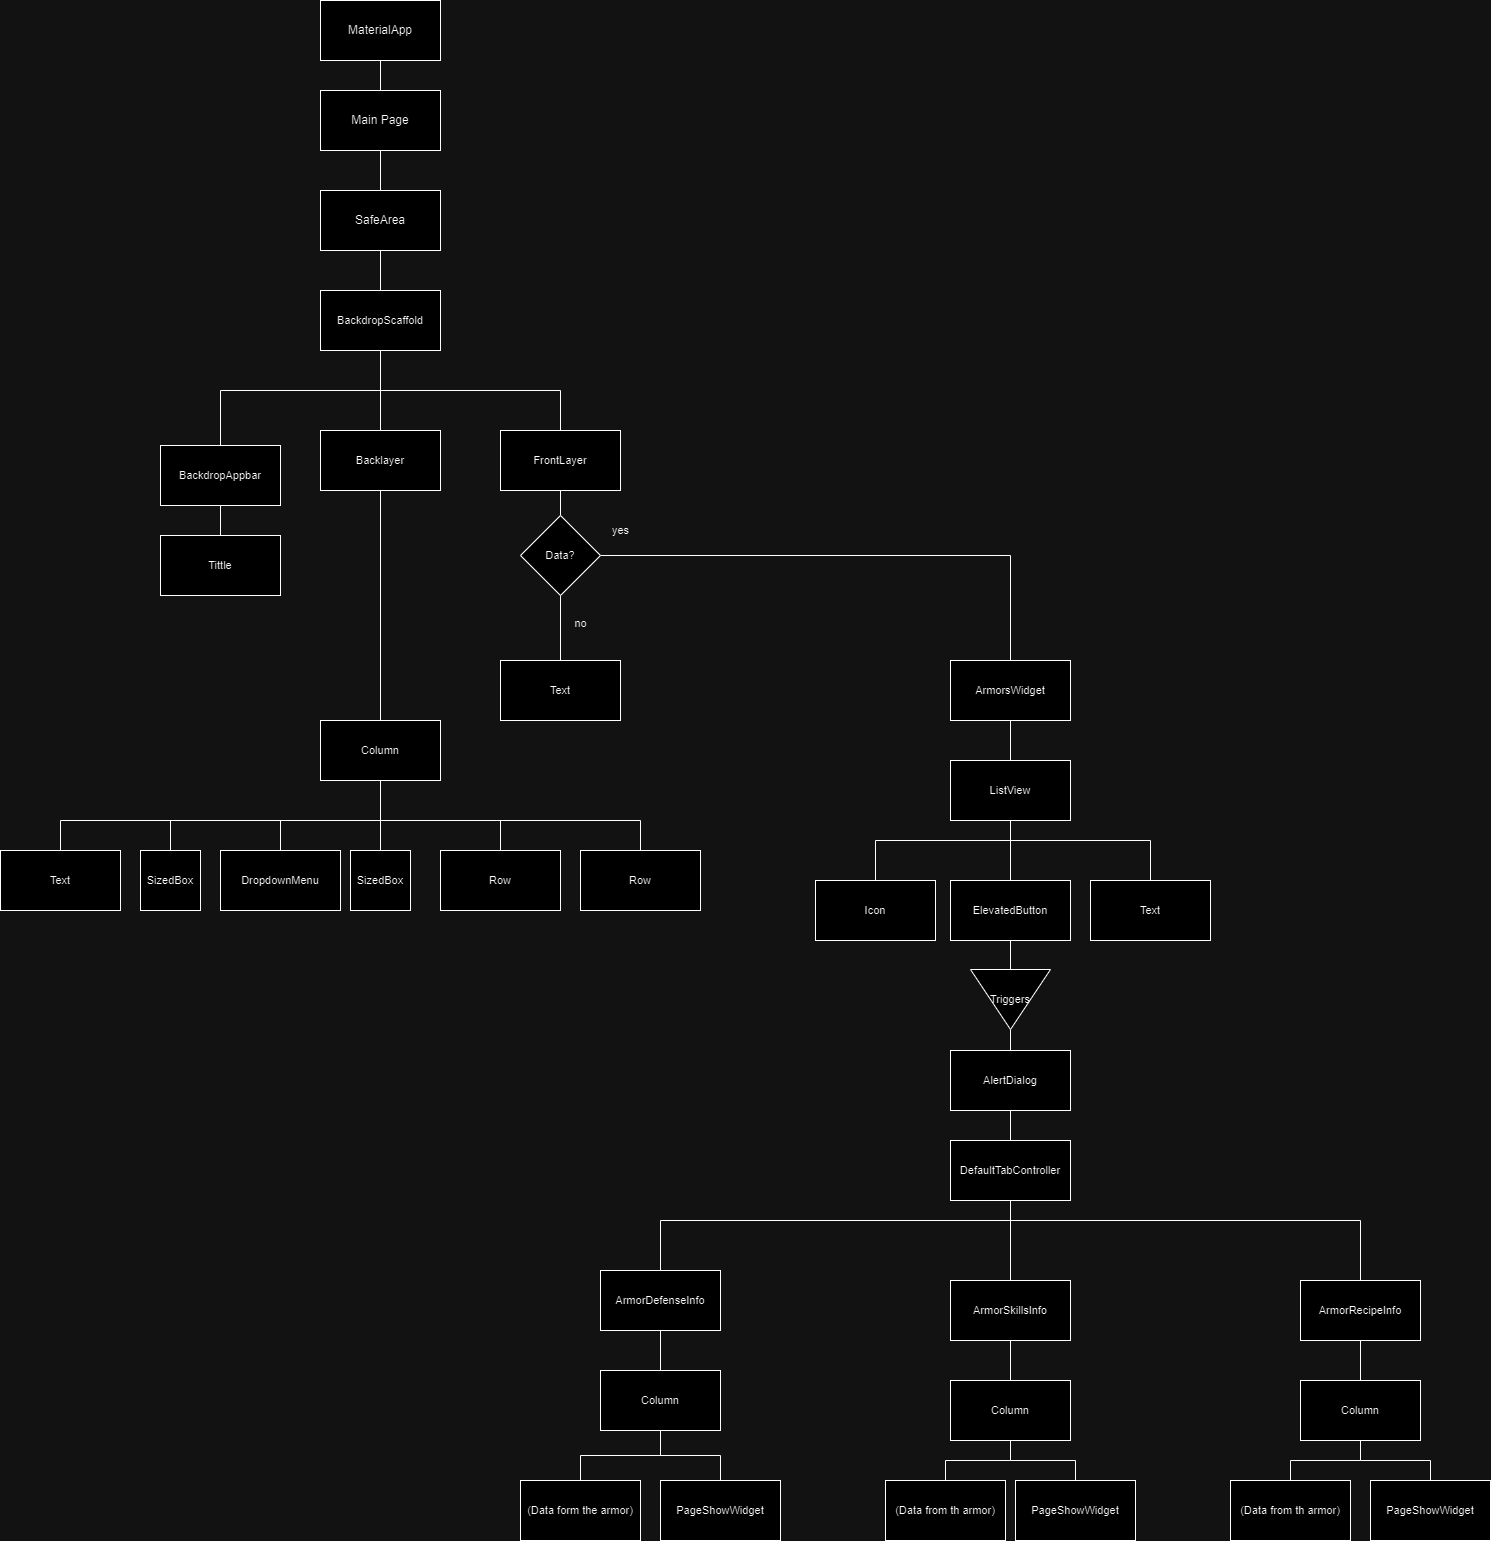 MaterialApp
Main Page
SafeArea
BackdropScaffold
BackdropAppbar
Backlayer
FrontLayer
Tittle
Data?
yes
no
Text
ArmorsWidget
Column
ListView
Text
SizedBox
DropdownMenu
SizedBox
Row
Row
Icon
ElevatedButton
Text
Triggers
AlertDialog
DefaultTabController
ArmorDefenseInfo
ArmorSkillsInfo
ArmorRecipeInfo
Column
Column
Column
(Data form the armor)
PageShowWidget
(Data from th armor)
PageShowWidget
(Data from th armor)
PageShowWidget